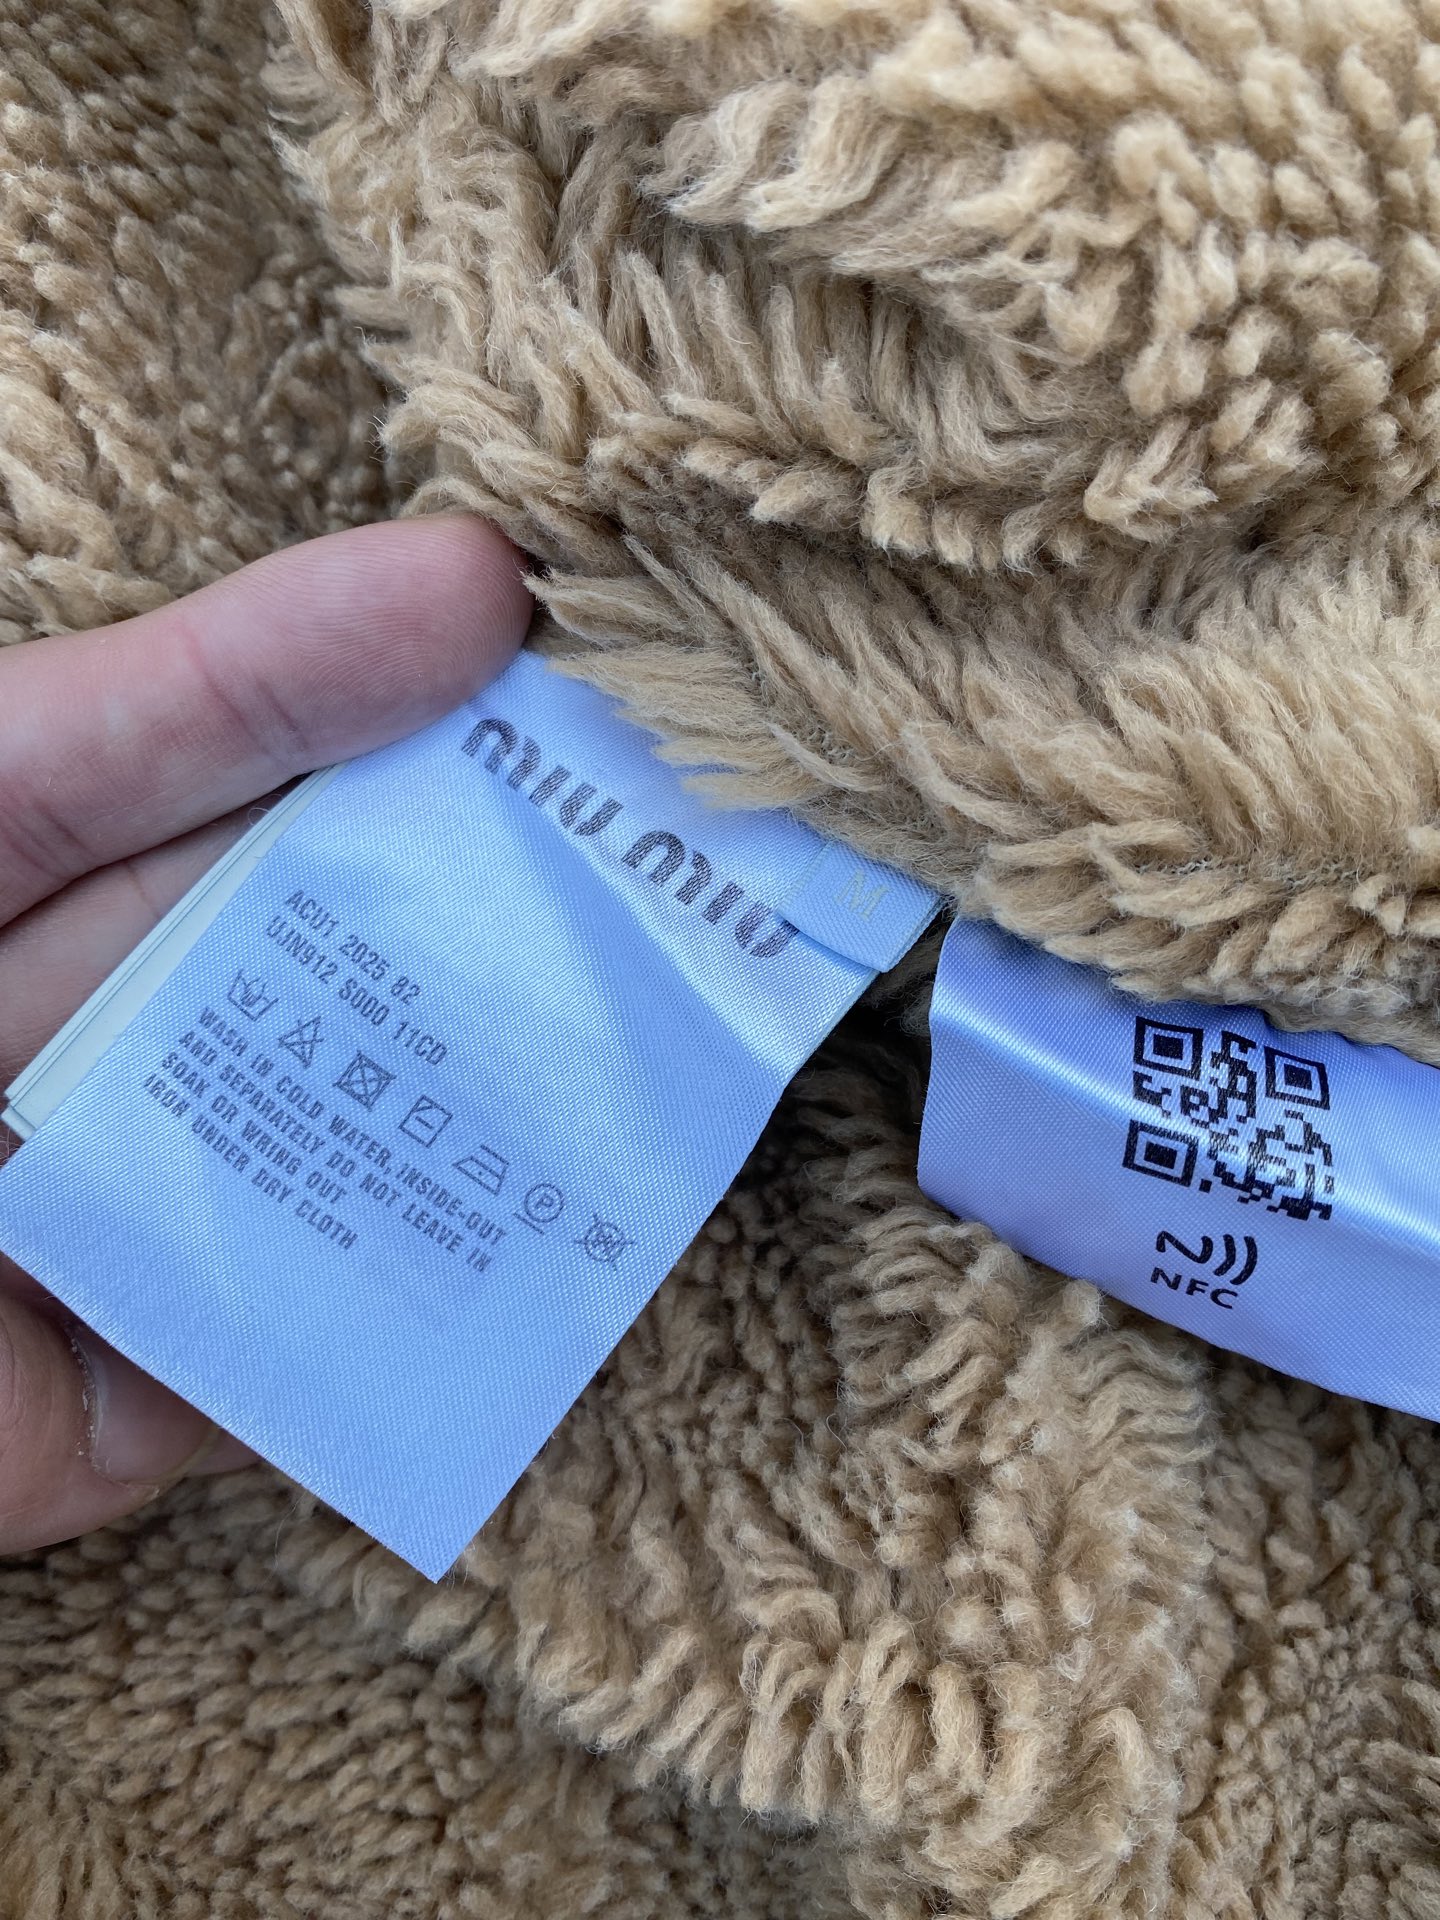 miu miu
M
ACU1 2025 82
UJN912 S000 11CD
P
WASH IN COLD WATER, INSIDE-OUT
AND SEPARATELY DO NOT LEAVE IN
SOAK OR WRING OUT
IRON UNDER DRY CLOTH
NFC